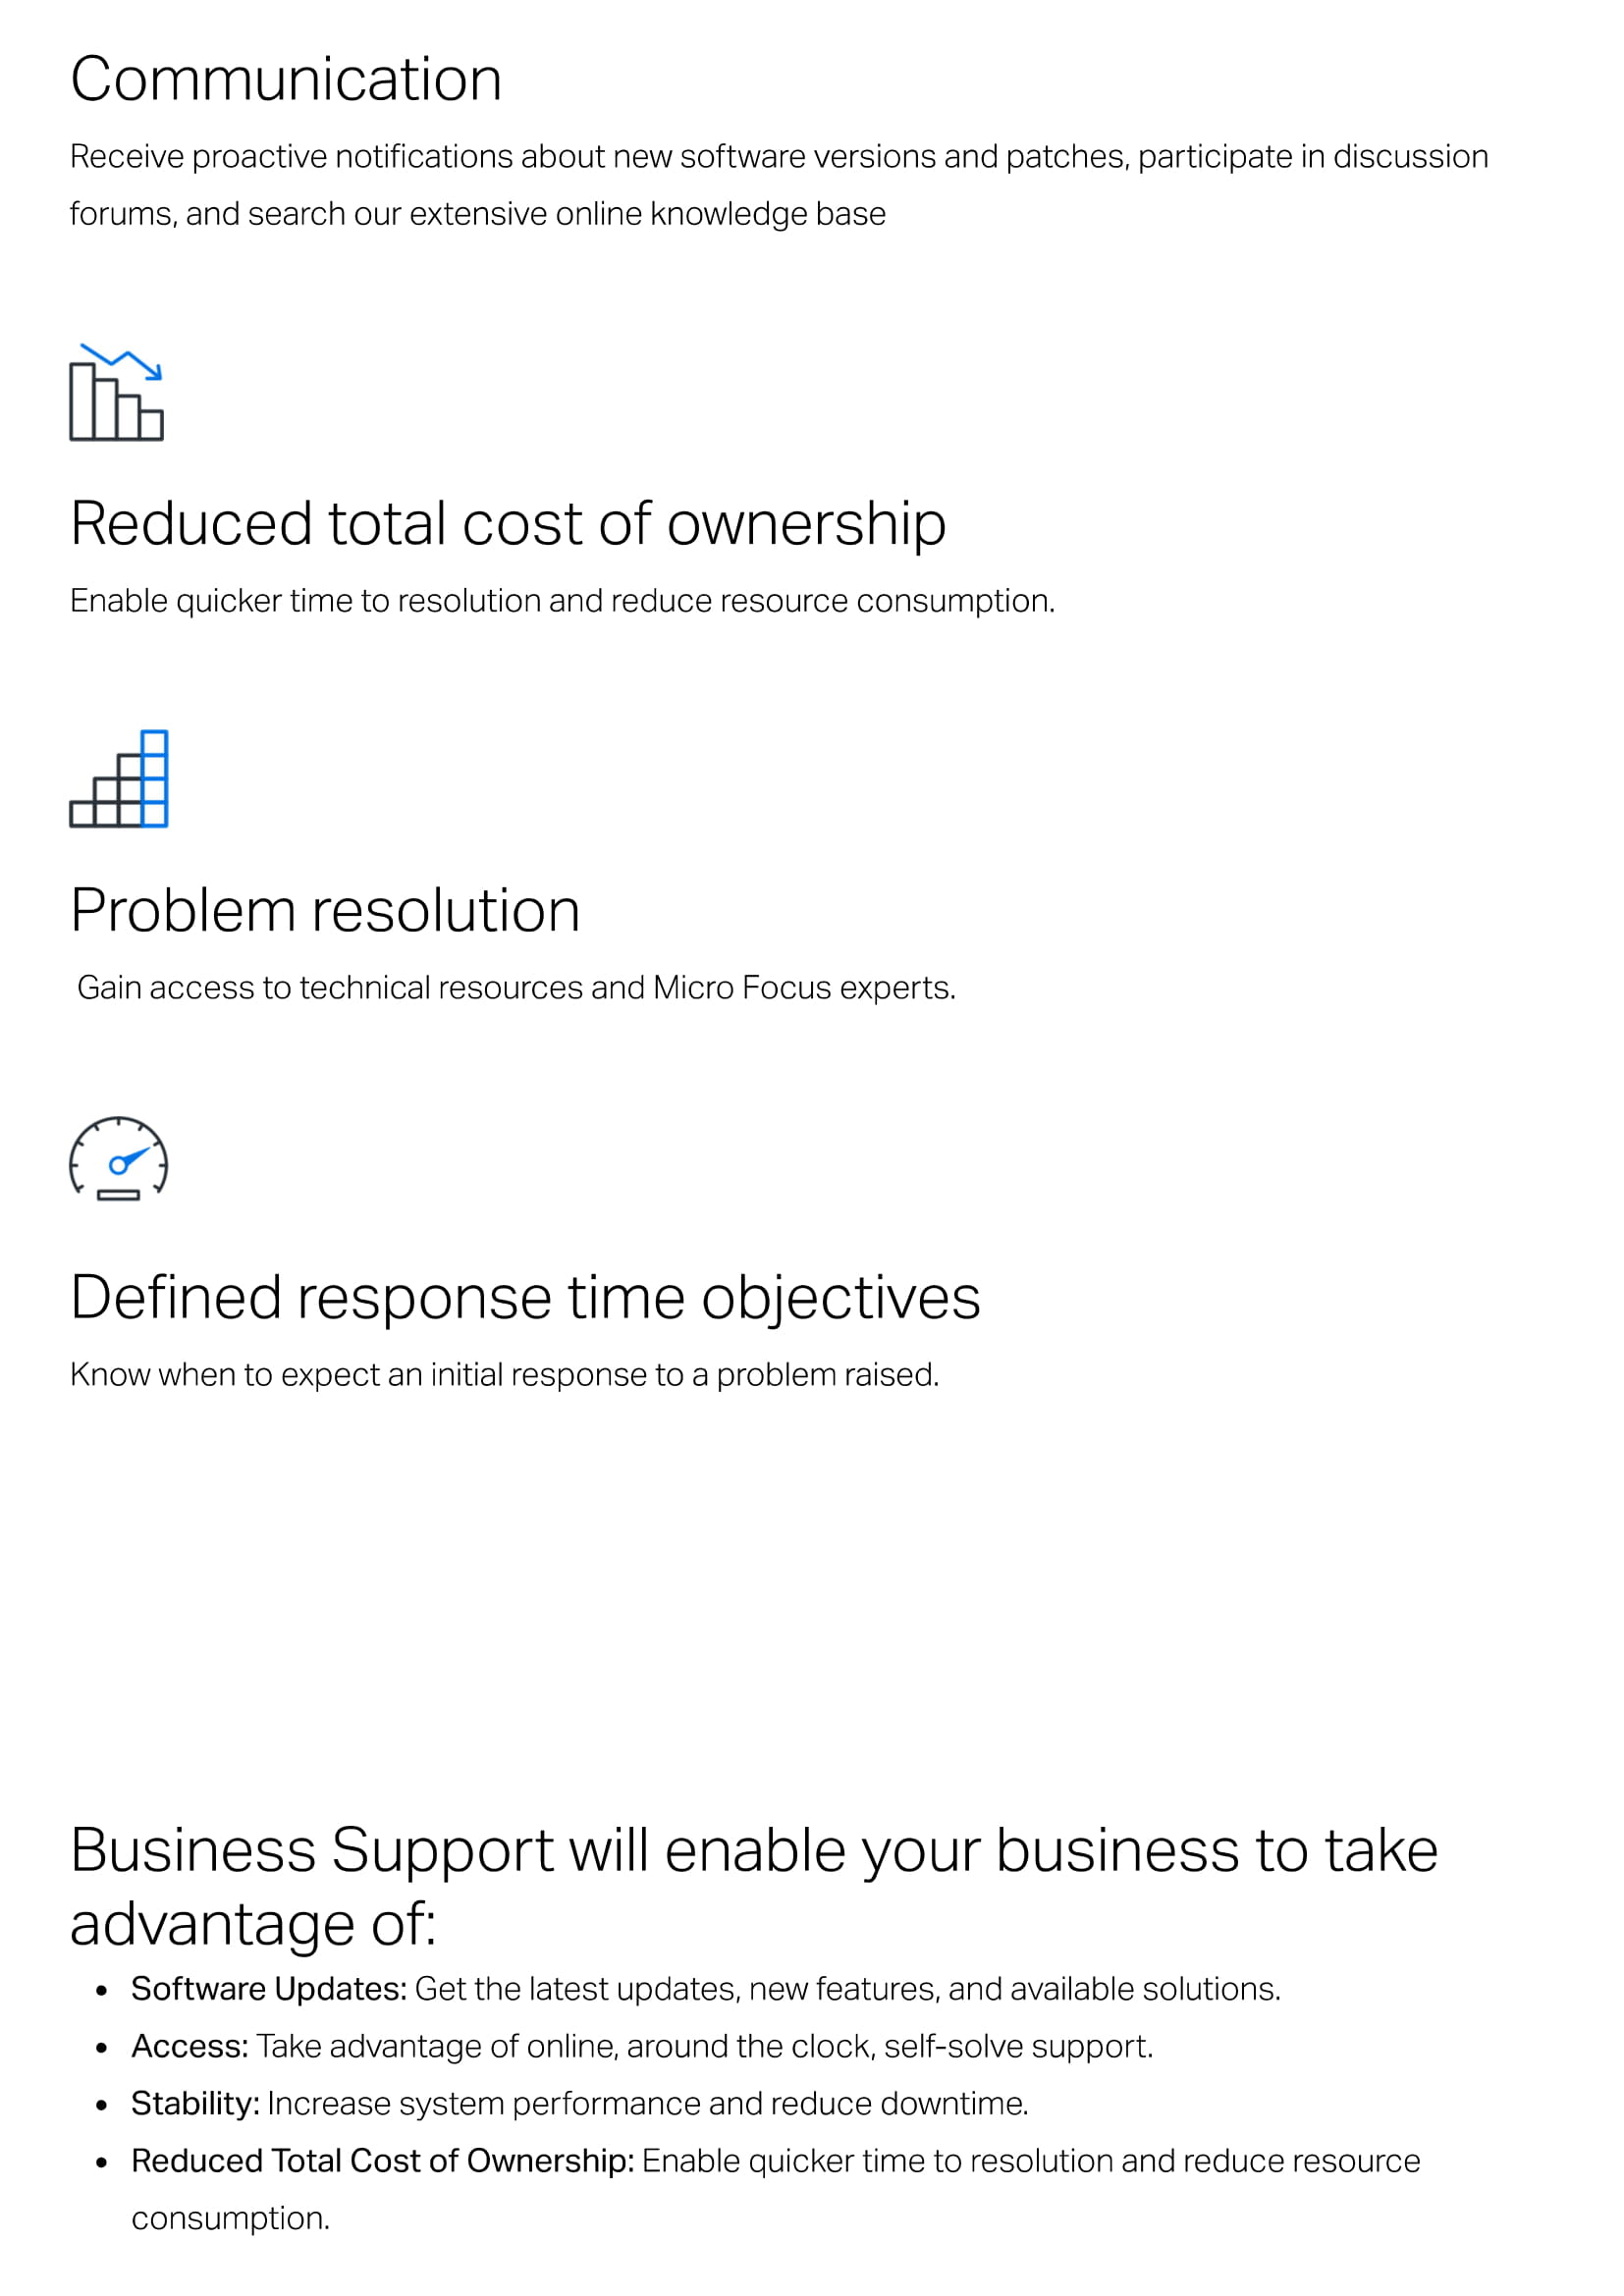 Communication
Receive proactive notifications about new software versions and patches, participate in discussion
forums, and search our extensive online knowledge base
Reduced total cost of ownership
Enable quicker time to resolution and reduce resource consumption.
Problem resolution
Gain access to technical resources and Micro Focus experts.
Defined response time objectives
Know when to expect an initial response to a problem raised.
Business Support will enable your business to take
advantage of:
• Software Updates: Get the latest updates, new features, and available solutions.
• Access: Take advantage of online, around the clock, self-solve support.
• Stability: Increase system performance and reduce downtime.
• Reduced Total Cost of Ownership: Enable quicker time to resolution and reduce resource
consumption.